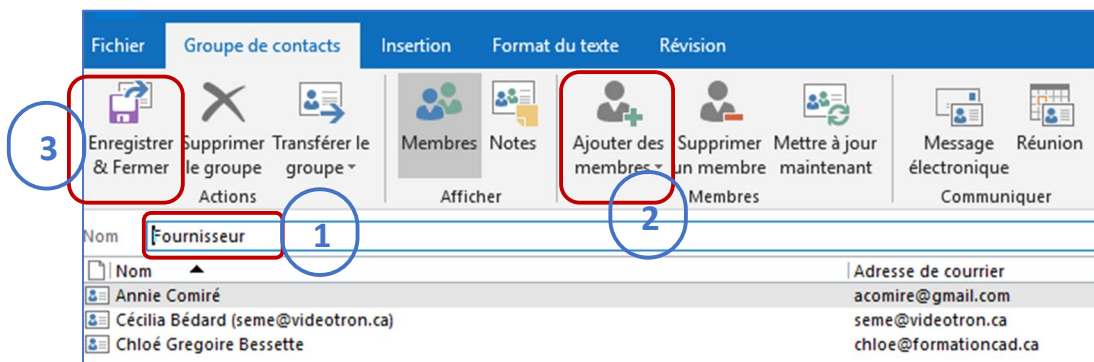 Fichier Groupe de contacts Insertion Format du texte Révision
3
Enregistrer Supprimer Transférer le Membres Notes Ajouter des Supprimer Mettre à jour Message Réunion
& Fermer le groupe groupe membres un membre maintenant électronique
Actions Afficher Membres Communiquer
2
Nom Fournisseur 1
Nom Adresse de courrier
Annie Comiré acomire@gmail.com
Cécilia Bédard (seme@videotron.ca) seme@videotron.ca
Chloé Gregoire Bessette chloe@formationcad.ca